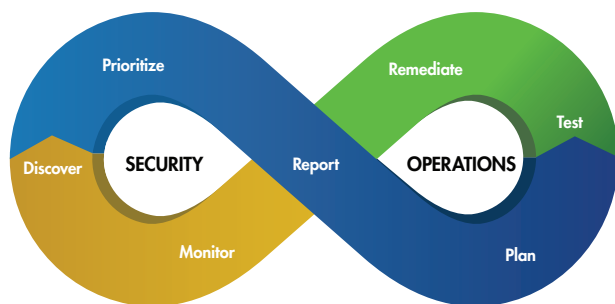 Prioritize
Remediate
Test
Discover
SECURITY
Report
OPERATIONS
Monitor
Plan